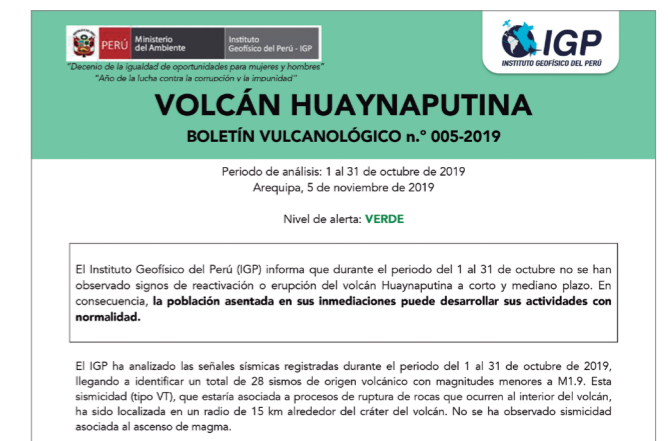 PERÚ
Ministerio
del Ambiente
Instituto
Geofísico del Perú - IGP
"Decenio de la igualdad de oportunidades para mujeres y hombres"
"Año de la lucha contra la corrupción y la impunidad"
IGP
INSTITUTO GEOFÍSICO DEL PERÚ
VOLCÁN HUAYNAPUTINA
BOLETÍN VULCANOLÓGICO n.° 005-2019
Periodo de análisis: 1 al 31 de octubre de 2019
Arequipa, 5 de noviembre de 2019
Nivel de alerta: VERDE
El Instituto Geofísico del Perú (IGP) informa que durante el periodo del 1 al 31 de octubre no se han
observado signos de reactivación o erupción del volcán Huaynaputina a corto y mediano plazo. En
consecuencia, la población asentada en sus inmediaciones puede desarrollar sus actividades con
normalidad.
El IGP ha analizado las señales sísmicas registradas durante el periodo del 1 al 31 de octubre de 2019,
llegando a identificar un total de 28 sismos de origen volcánico con magnitudes menores a M1.9. Esta
sismicidad (tipo VT), que estaría asociada a procesos de ruptura de rocas que ocurren al interior del volcán,
ha sido localizada en un radio de 15 km alrededor del cráter del volcán. No se ha observado sismicidad
asociada al ascenso de magma.